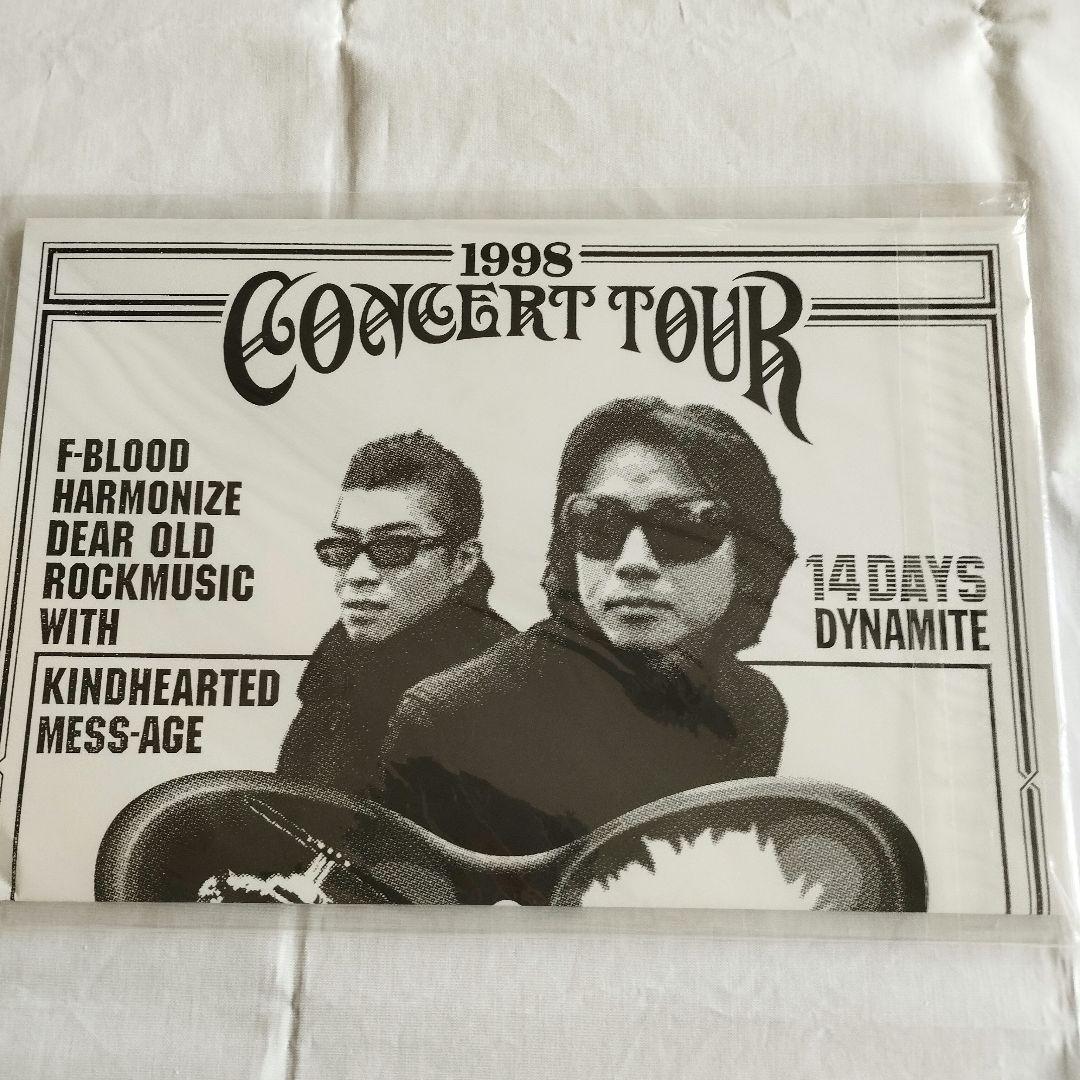 1998
CONCERT TOUR
F-BLOOD
HARMONIZE
DEAR OLD
ROCKMUSIC
WITH
KINDHEARTED
MESS-AGE
14 DAYS
DYNAMITE